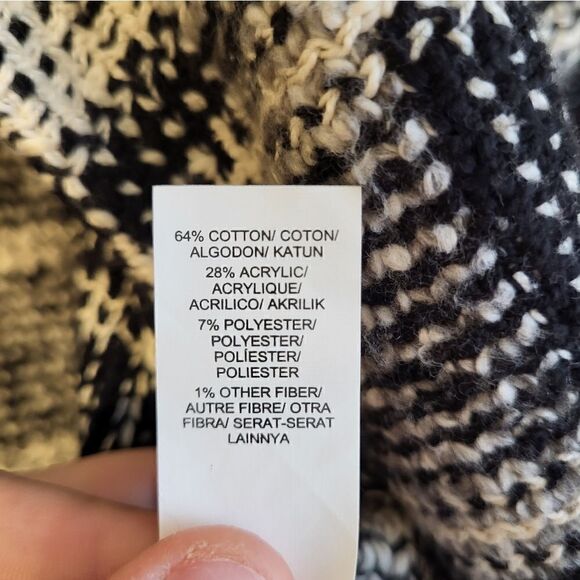 64% COTTON/ COTON/
ALGODON/ KATUN
28% ACRYLIC/
ACRYLIQUE/
ACRILICO/ AKRILIK
7% POLYESTER/
POLYESTER/
POLÍESTER/
POLIESTER
1% OTHER FIBER/
AUTRE FIBRE/ OTRA
FIBRA/ SERAT-SERAT
LAINNYA